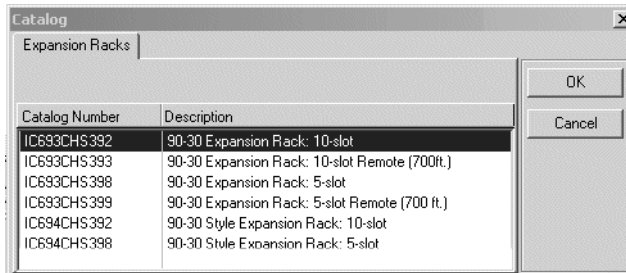 Catalog
Expansion Racks
OK
Cancel
Catalog Number Description
IC693CHS392 90-30 Expansion Rack: 10-slot
IC693CHS393 90-30 Expansion Rack: 10-slot Remote (700ft.)
IC693CHS398 90-30 Expansion Rack: 5-slot
IC693CHS399 90-30 Expansion Rack: 5-slot Remote (700 ft.)
IC694CHS392 90-30 Style Expansion Rack: 10-slot
IC694CHS398 90-30 Style Expansion Rack: 5-slot